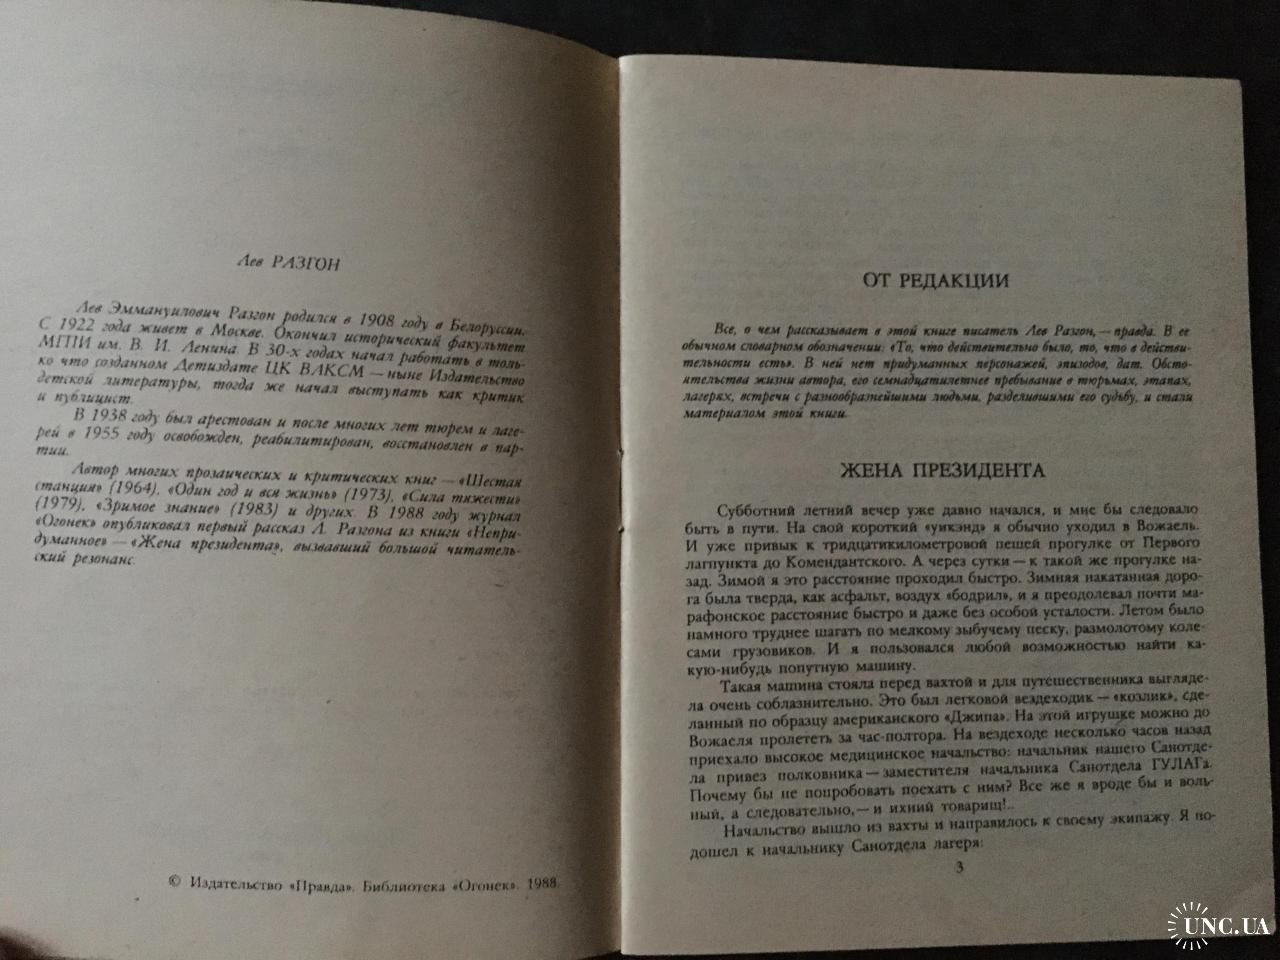 Лев РАЗГОН
Лев Эммануилович Разгон родился в 1908 году в Белоруссии.
С 1922 года живет в Москве. Окончил исторический факультет
МГПИ им. В. И. Ленина. В 30-х годах начал работать в толь-
ко что созданном Детиздате ЦК ВЛКСМ — ныне Издательство
детской литературы, тогда же начал выступать как критик
и публицист.
В 1938 году был арестован и после многих лет тюрем и лаге-
рей в 1955 году освобожден, реабилитирован, восстановлен в пар-
тии.
Автор многих прозаических и критических книг — «Шестая
станция» (1964), «Один год и вся жизнь» (1973), «Сила тяжести»
(1979), «Зримое знание» (1983) и других. В 1988 году журнал
«Огонек» опубликовал первый рассказ Л. Разгона из книги «Непри-
думанное» — «Жена президента», вызвавший большой читатель-
ский резонанс.
© Издательство «Правда». Библиотека «Огонек». 1988.
ОТ РЕДАКЦИИ
Все, о чем рассказывает в этой книге писатель Лев Разгон, — правда. В ее
обычном словарном обозначении: «То, что действительно было, то, что в действи-
тельности есть». В ней нет придуманных персонажей, эпизодов, дат. Обсто-
ятельства жизни автора, его семнадцатилетнее пребывание в тюрьмах, этапах,
лагерях, встречи с разнообразнейшими людьми, разделившими его судьбу, и стали
материалом этой книги.
ЖЕНА ПРЕЗИДЕНТА
Субботний летний вечер уже давно начался, и мне бы следовало
быть в пути. На свой короткий «уикэнд» я обычно уходил в Вожаель.
И уже привык к тридцатикилометровой пешей прогулке от Первого
лагпункта до Комендантского. А через сутки — к такой же прогулке на-
зад. Зимой я это расстояние проходил быстро. Зимняя накатанная доро-
га была тверда, как асфальт, воздух «бодрил», и я преодолевал почти ма-
рафонское расстояние быстро и даже без особой усталости. Летом было
намного труднее шагать по мелкому зыбучему песку, размолотому коле-
сами грузовиков. И я пользовался любой возможностью найти ка-
кую-нибудь попутную машину.
Такая машина стояла перед вахтой и для путешественника выгляде-
ла очень соблазнительно. Это был легковой вездеходик — «козлик», сде-
ланный по образцу американского «Джипа». На этой игрушке можно до
Вожаеля пролететь за час-полтора. На вездеходе несколько часов назад
приехало высокое медицинское начальство: начальник нашего Санотде-
ла привез полковника — заместителя начальника Санотдела ГУЛАГа.
Почему бы не попробовать поехать с ним? Все же я вроде бы и воль-
ный, а следовательно, — и ихний товарищ!..
Начальство вышло из вахты и направилось к своему экипажу. Я по-
дошел к начальнику Санотдела лагеря:
3
UNC.UA